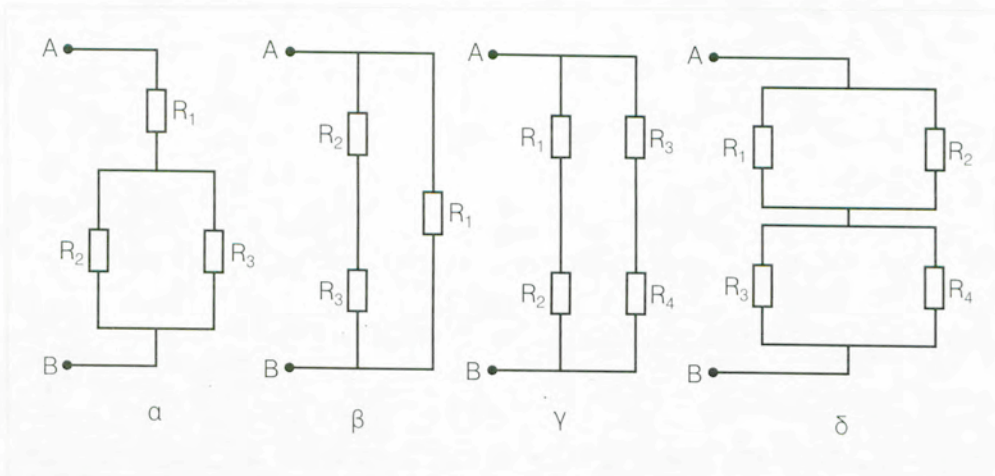 A
R₁
R₂
R₃
B
α
A
R₂
R₁
R₃
B
β
A
R₁
R₃
R₂
R₄
B
γ
A
R₁
R₂
R₃
R₄
B
δ